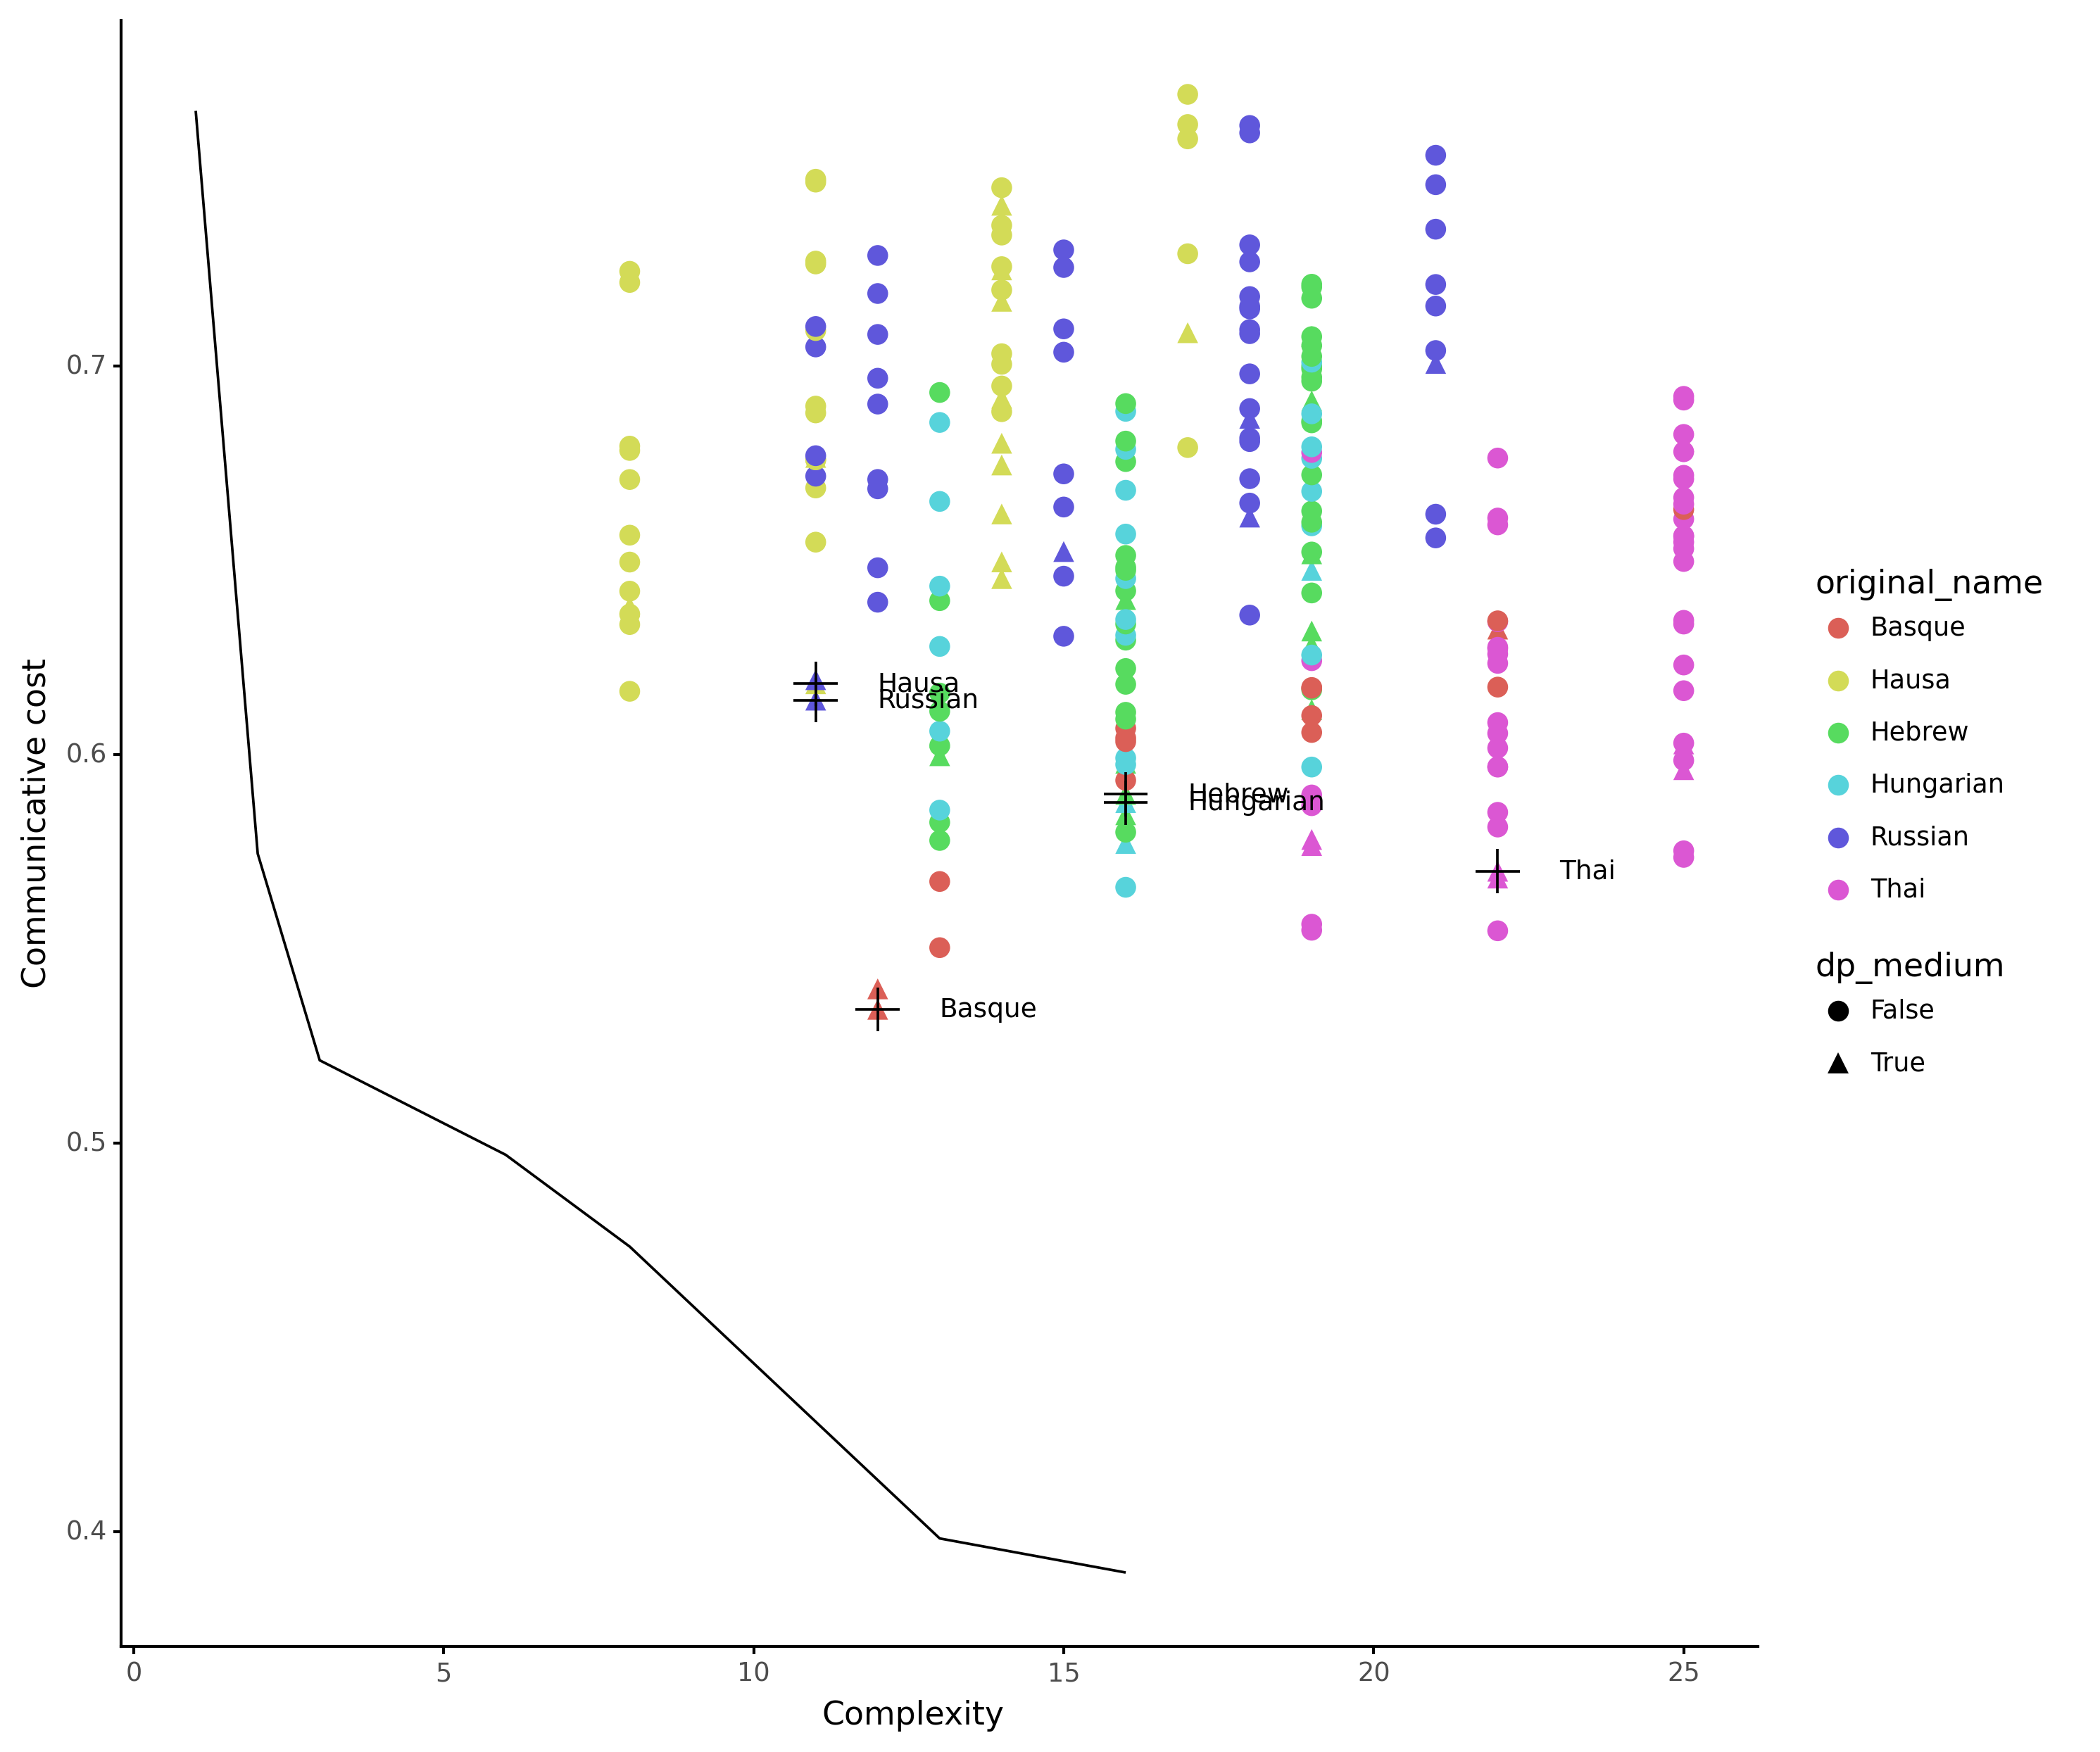 Communicative cost
0.7
0.6
0.5
0.4
0
5
10
15
20
25
Complexity
Hausa
Russian
Hebrew
Hungarian
Thai
Basque
original_name
Basque
Hausa
Hebrew
Hungarian
Russian
Thai
dp_medium
False
True